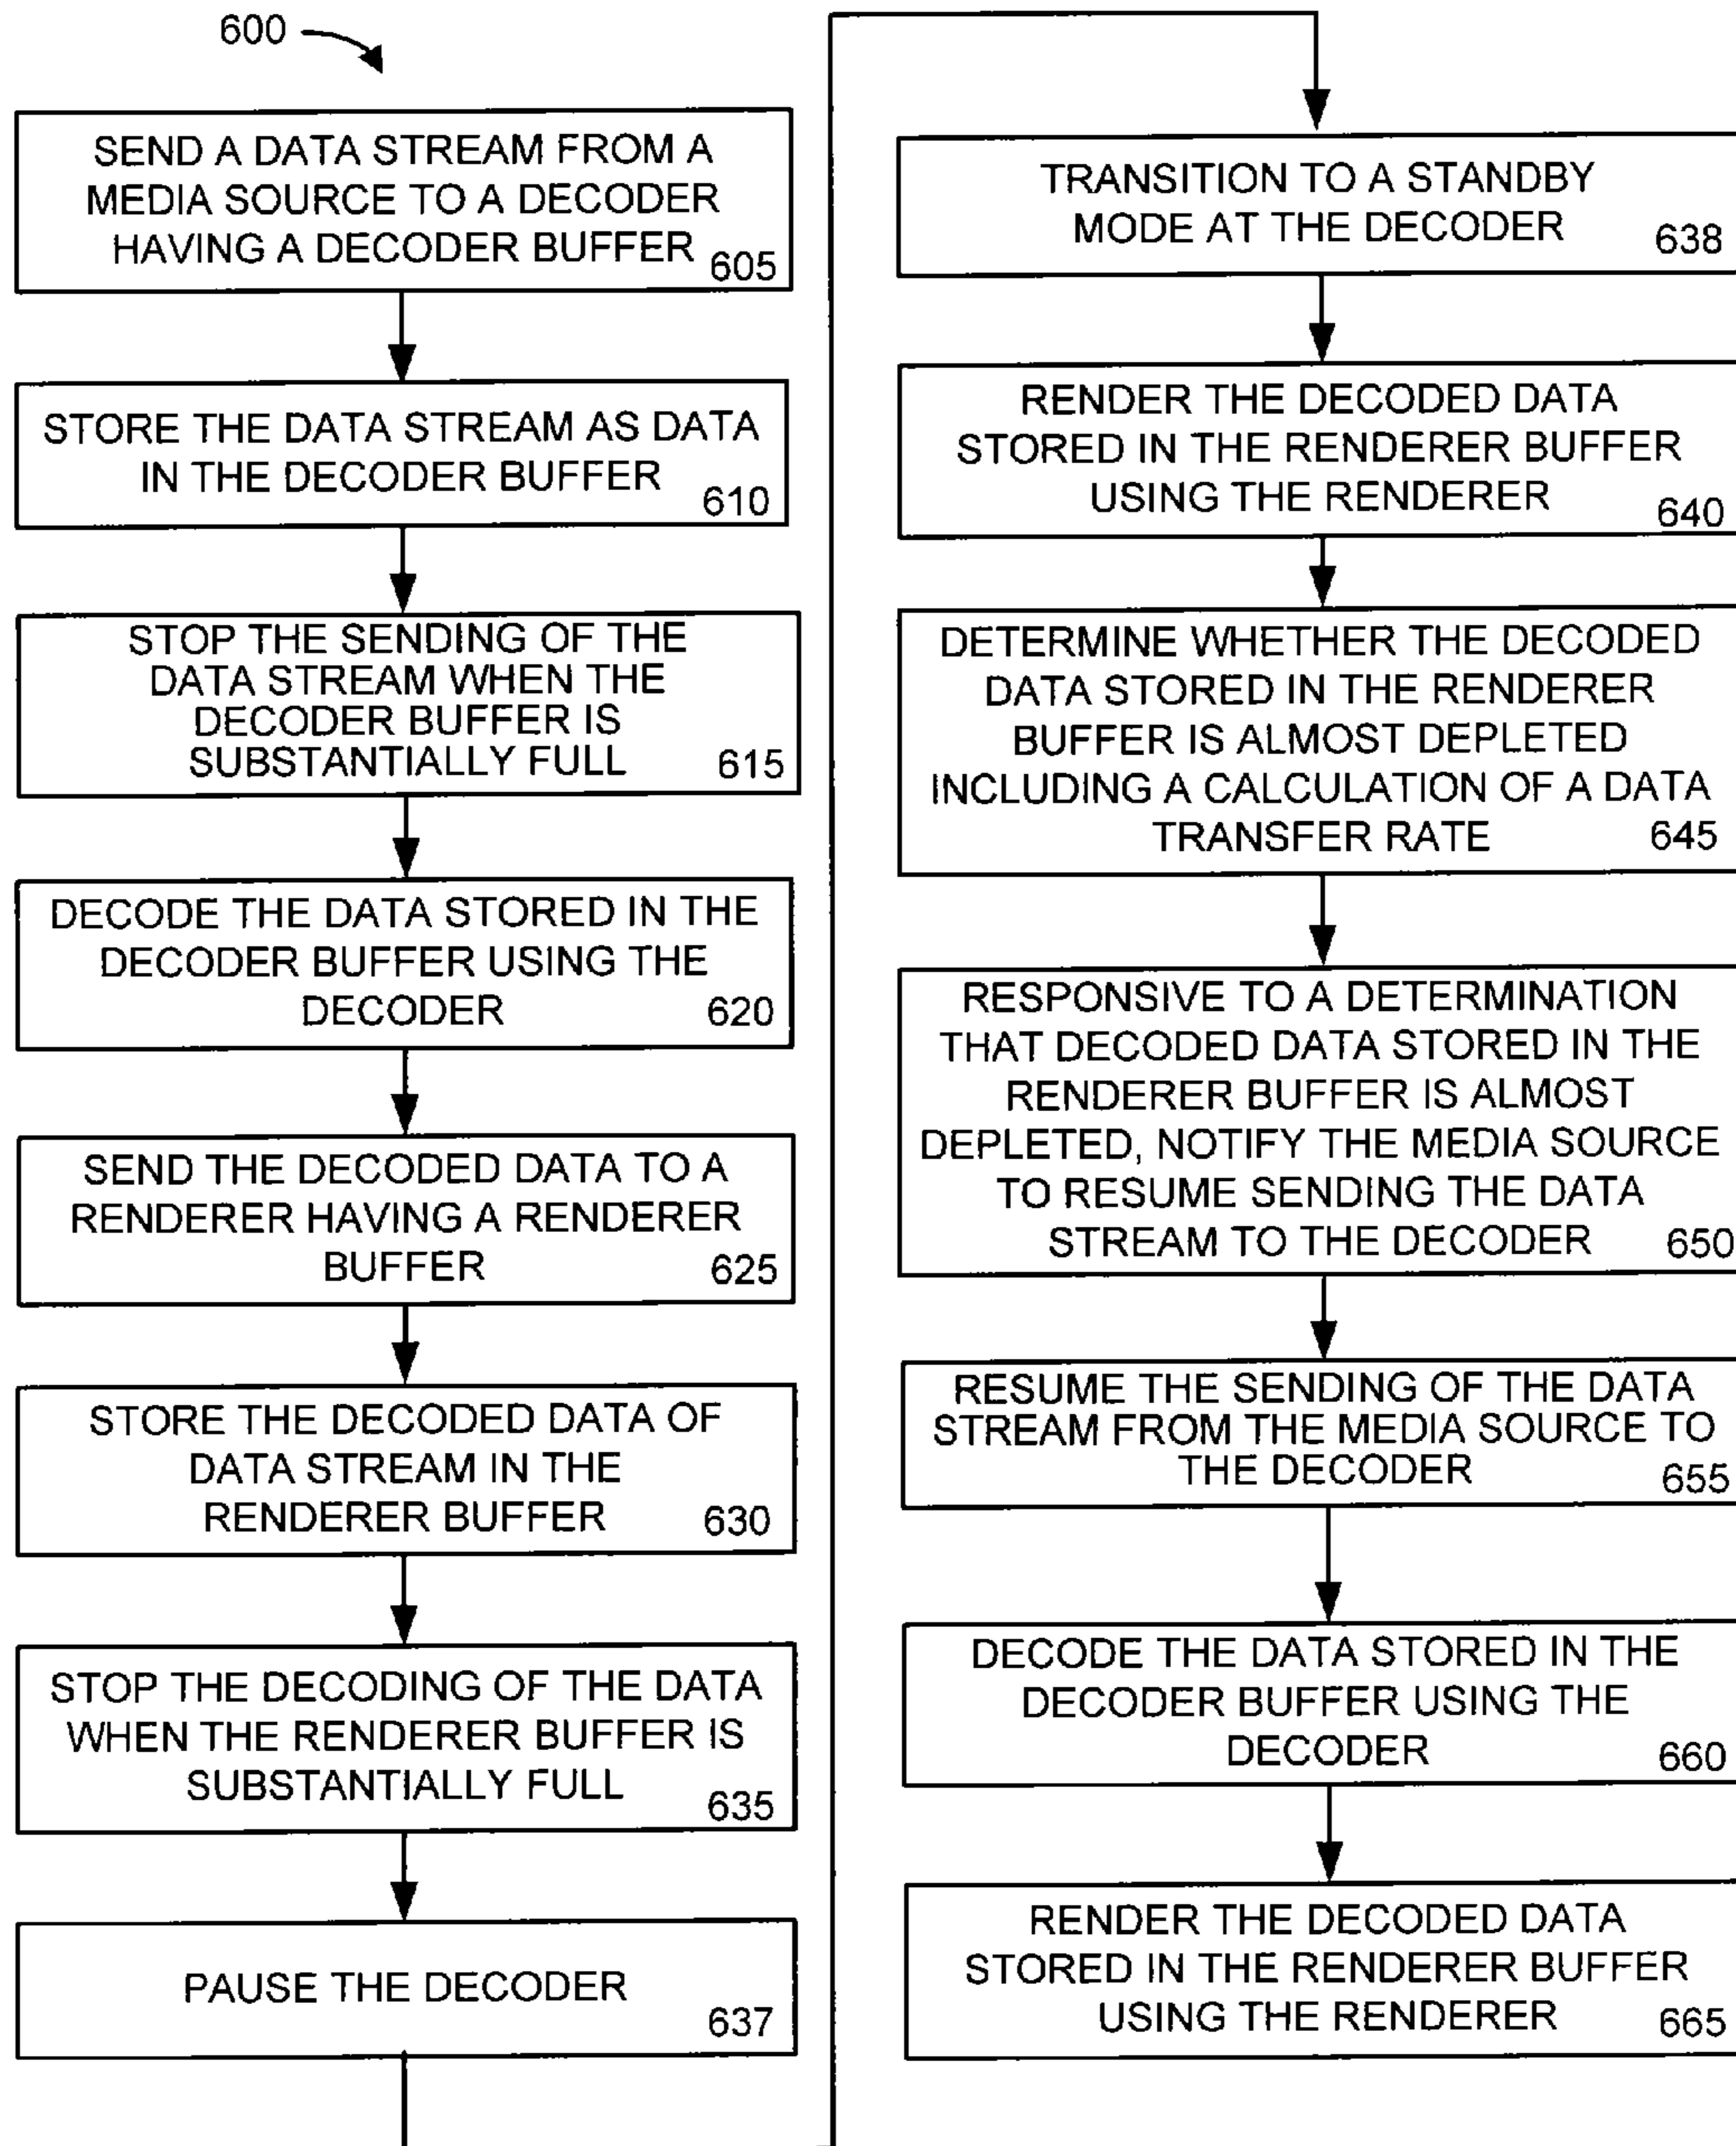 600
SEND A DATA STREAM FROM A
MEDIA SOURCE TO A DECODER
HAVING A DECODER BUFFER
605
STORE THE DATA STREAM AS DATA
IN THE DECODER BUFFER
610
STOP THE SENDING OF THE
DATA STREAM WHEN THE
DECODER BUFFER IS
SUBSTANTIALLY FULL
615
DECODE THE DATA STORED IN THE
DECODER BUFFER USING THE
DECODER
620
SEND THE DECODED DATA TO A
RENDERER HAVING A RENDERER
BUFFER
625
STORE THE DECODED DATA OF
DATA STREAM IN THE
RENDERER BUFFER
630
STOP THE DECODING OF THE DATA
WHEN THE RENDERER BUFFER IS
SUBSTANTIALLY FULL
635
PAUSE THE DECODER
637
TRANSITION TO A STANDBY
MODE AT THE DECODER
638
RENDER THE DECODED DATA
STORED IN THE RENDERER BUFFER
USING THE RENDERER
640
DETERMINE WHETHER THE DECODED
DATA STORED IN THE RENDERER
BUFFER IS ALMOST DEPLETED
INCLUDING A CALCULATION OF A DATA
TRANSFER RATE
645
RESPONSIVE TO A DETERMINATION
THAT DECODED DATA STORED IN THE
RENDERER BUFFER IS ALMOST
DEPLETED, NOTIFY THE MEDIA SOURCE
TO RESUME SENDING THE DATA
STREAM TO THE DECODER
650
RESUME THE SENDING OF THE DATA
STREAM FROM THE MEDIA SOURCE TO
THE DECODER
655
DECODE THE DATA STORED IN THE
DECODER BUFFER USING THE
DECODER
660
RENDER THE DECODED DATA
STORED IN THE RENDERER BUFFER
USING THE RENDERER
665